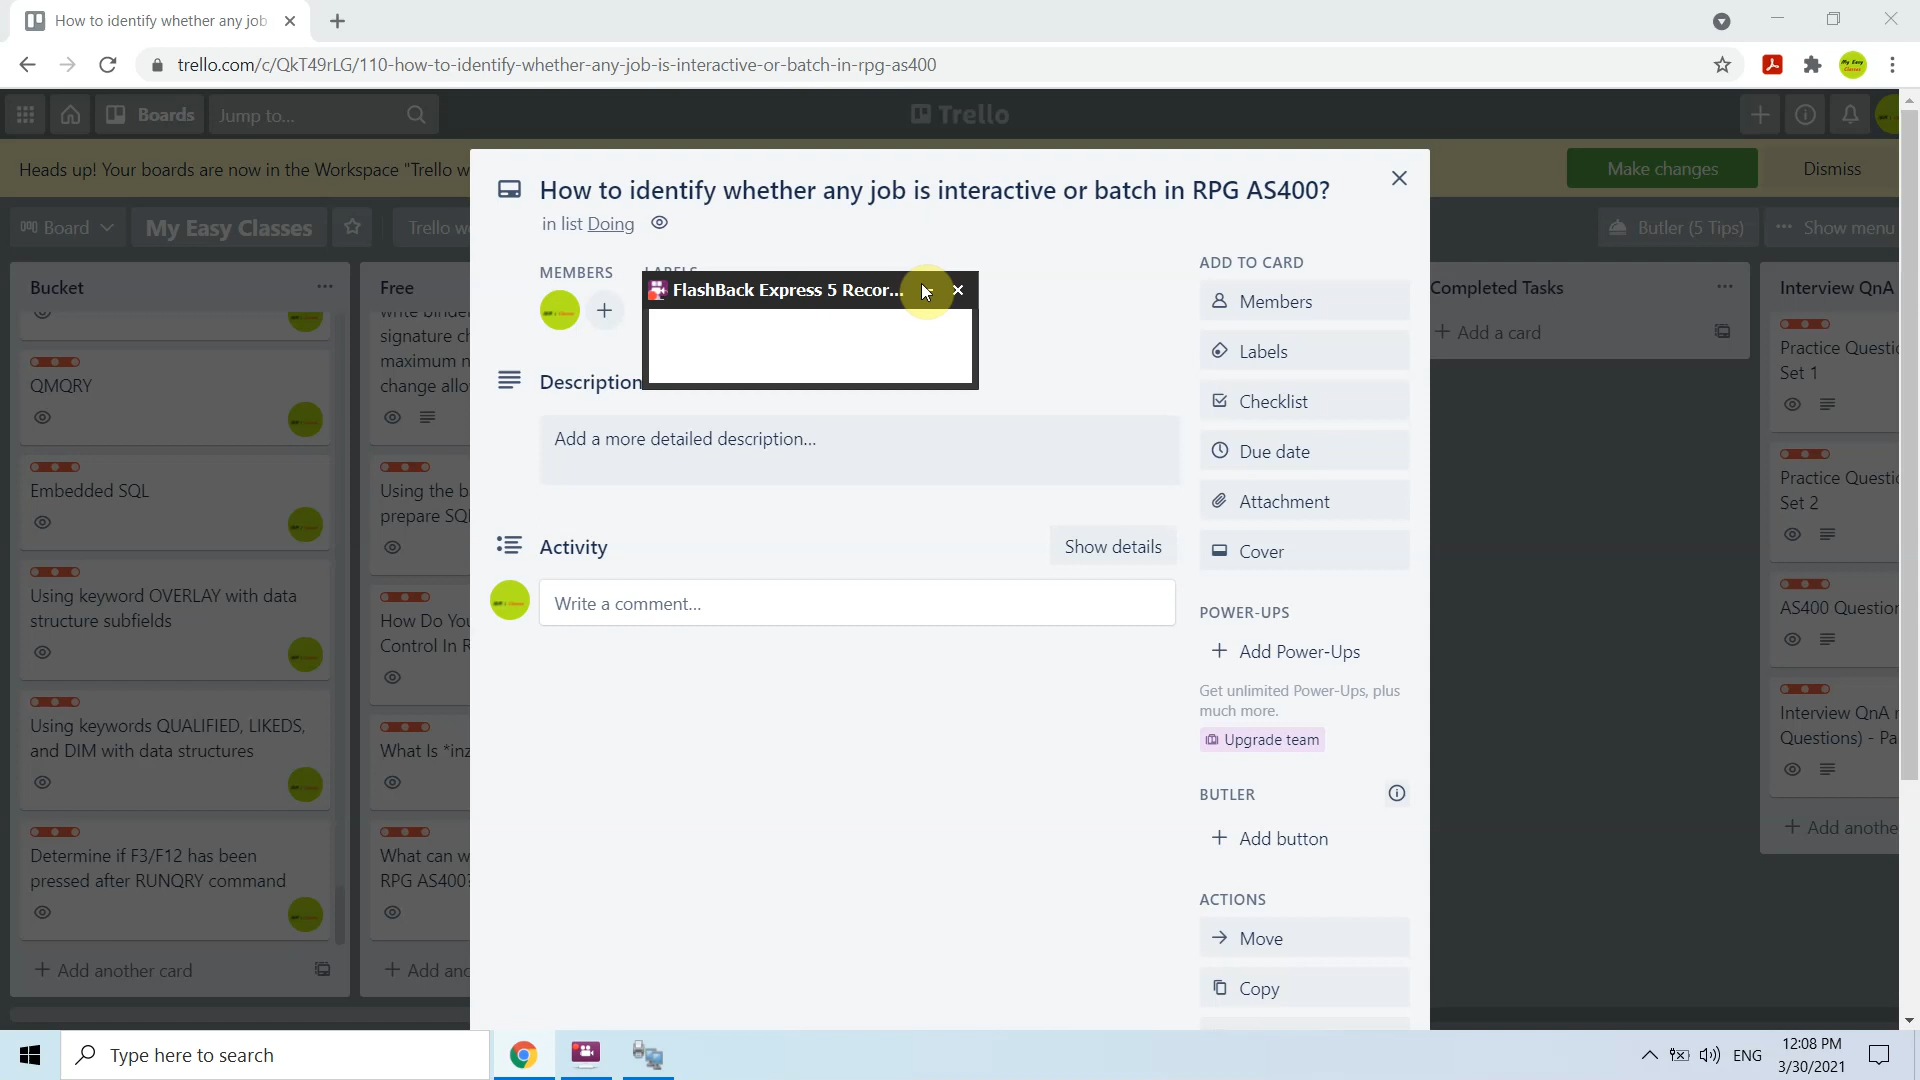 How to identify whether any job
trello.com/c/QkT49rLG/110-how-to-identify-whether-any-job-is-interactive-or-batch-in-rpg-as400
Boards
Jump to...
Trello
Heads up! Your boards are now in the Workspace "Trello w
Make changes
Dismiss
Board
My Easy Classes
Trello w
Butler (5 Tips)
Show menu
Bucket
QMQRY
Embedded SQL
Using keyword OVERLAY with data
structure subfields
Using keywords QUALIFIED, LIKEDS,
and DIM with data structures
Determine if F3/F12 has been
pressed after RUNQRY command
Add another card
Free
signature
maximum
change allo
Using the b
prepare SQL
How Do You
Control In R
What Is *inz
What can w
RPG AS400?
Add ano
How to identify whether any job is interactive or batch in RPG AS400?
in list Doing
MEMBERS
LABELS
FlashBack Express 5 Recor...
Description
Add a more detailed description...
Activity
Show details
Write a comment...
ADD TO CARD
Members
Labels
Checklist
Due date
Attachment
Cover
POWER-UPS
Add Power-Ups
Get unlimited Power-Ups, plus
much more.
Upgrade team
BUTLER
Add button
ACTIONS
Move
Copy
Completed Tasks
Add a card
Interview QnA
Practice Questio
Set 1
Practice Questio
Set 2
AS400 Question
Interview QnA
Questions) - Pa
Add anothe
Type here to search
ENG
12:08 PM
3/30/2021